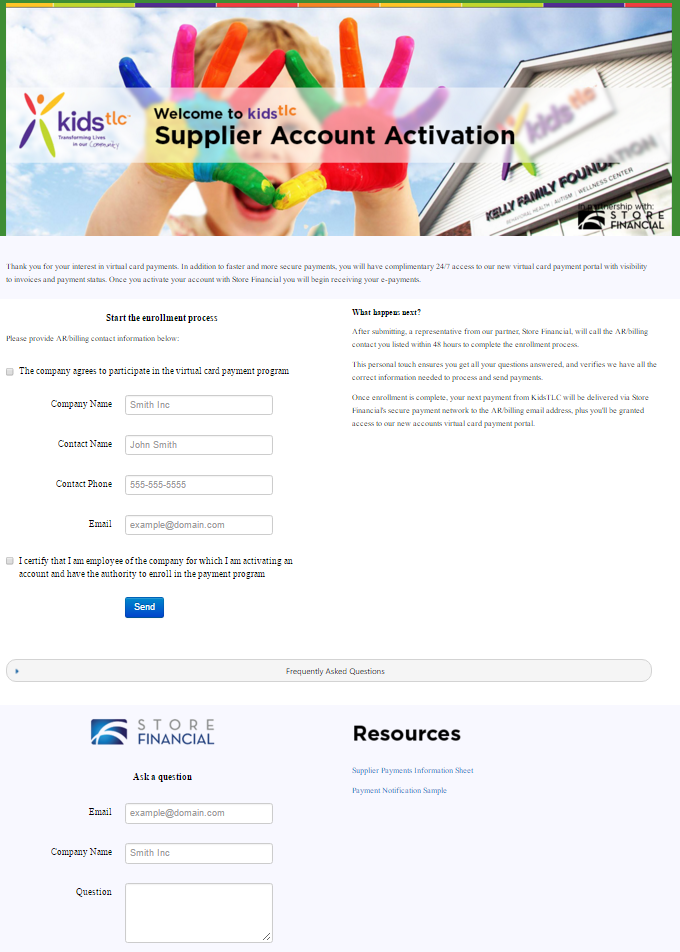 kidstlc
Transforming Lives
in our Community
Welcome to kidstlc
Supplier Account Activation
kidstlc
KELLY FAMILY FOUNDATION
BEHAVIORAL HEALTH · AUTISM · WELLNESS CENTER
In partnership with:
STORE
FINANCIAL
Thank you for your interest in virtual card payments. In addition to faster and more secure payments, you will have complimentary 24/7 access to our new virtual card payment portal with visibility
to invoices and payment status. Once you activate your account with Store Financial you will begin receiving your e-payments.
Start the enrollment process
Please provide AR/billing contact information below:
The company agrees to participate in the virtual card payment program
Company Name
Smith Inc
Contact Name
John Smith
Contact Phone
555-555-5555
Email
example@domain.com
I certify that I am employee of the company for which I am activating an
account and have the authority to enroll in the payment program
Send
What happens next?
After submitting, a representative from our partner, Store Financial, will call the AR/billing
contact you listed within 48 hours to complete the enrollment process.
This personal touch ensures you get all your questions answered, and verifies we have all the
correct information needed to process and send payments.
Once enrollment is complete, your next payment from KidsTLC will be delivered via Store
Financial's secure payment network to the AR/billing email address, plus you'll be granted
access to our new accounts virtual card payment portal.
Frequently Asked Questions
STORE
FINANCIAL
Ask a question
Email
example@domain.com
Company Name
Smith Inc
Question
Resources
Supplier Payments Information Sheet
Payment Notification Sample